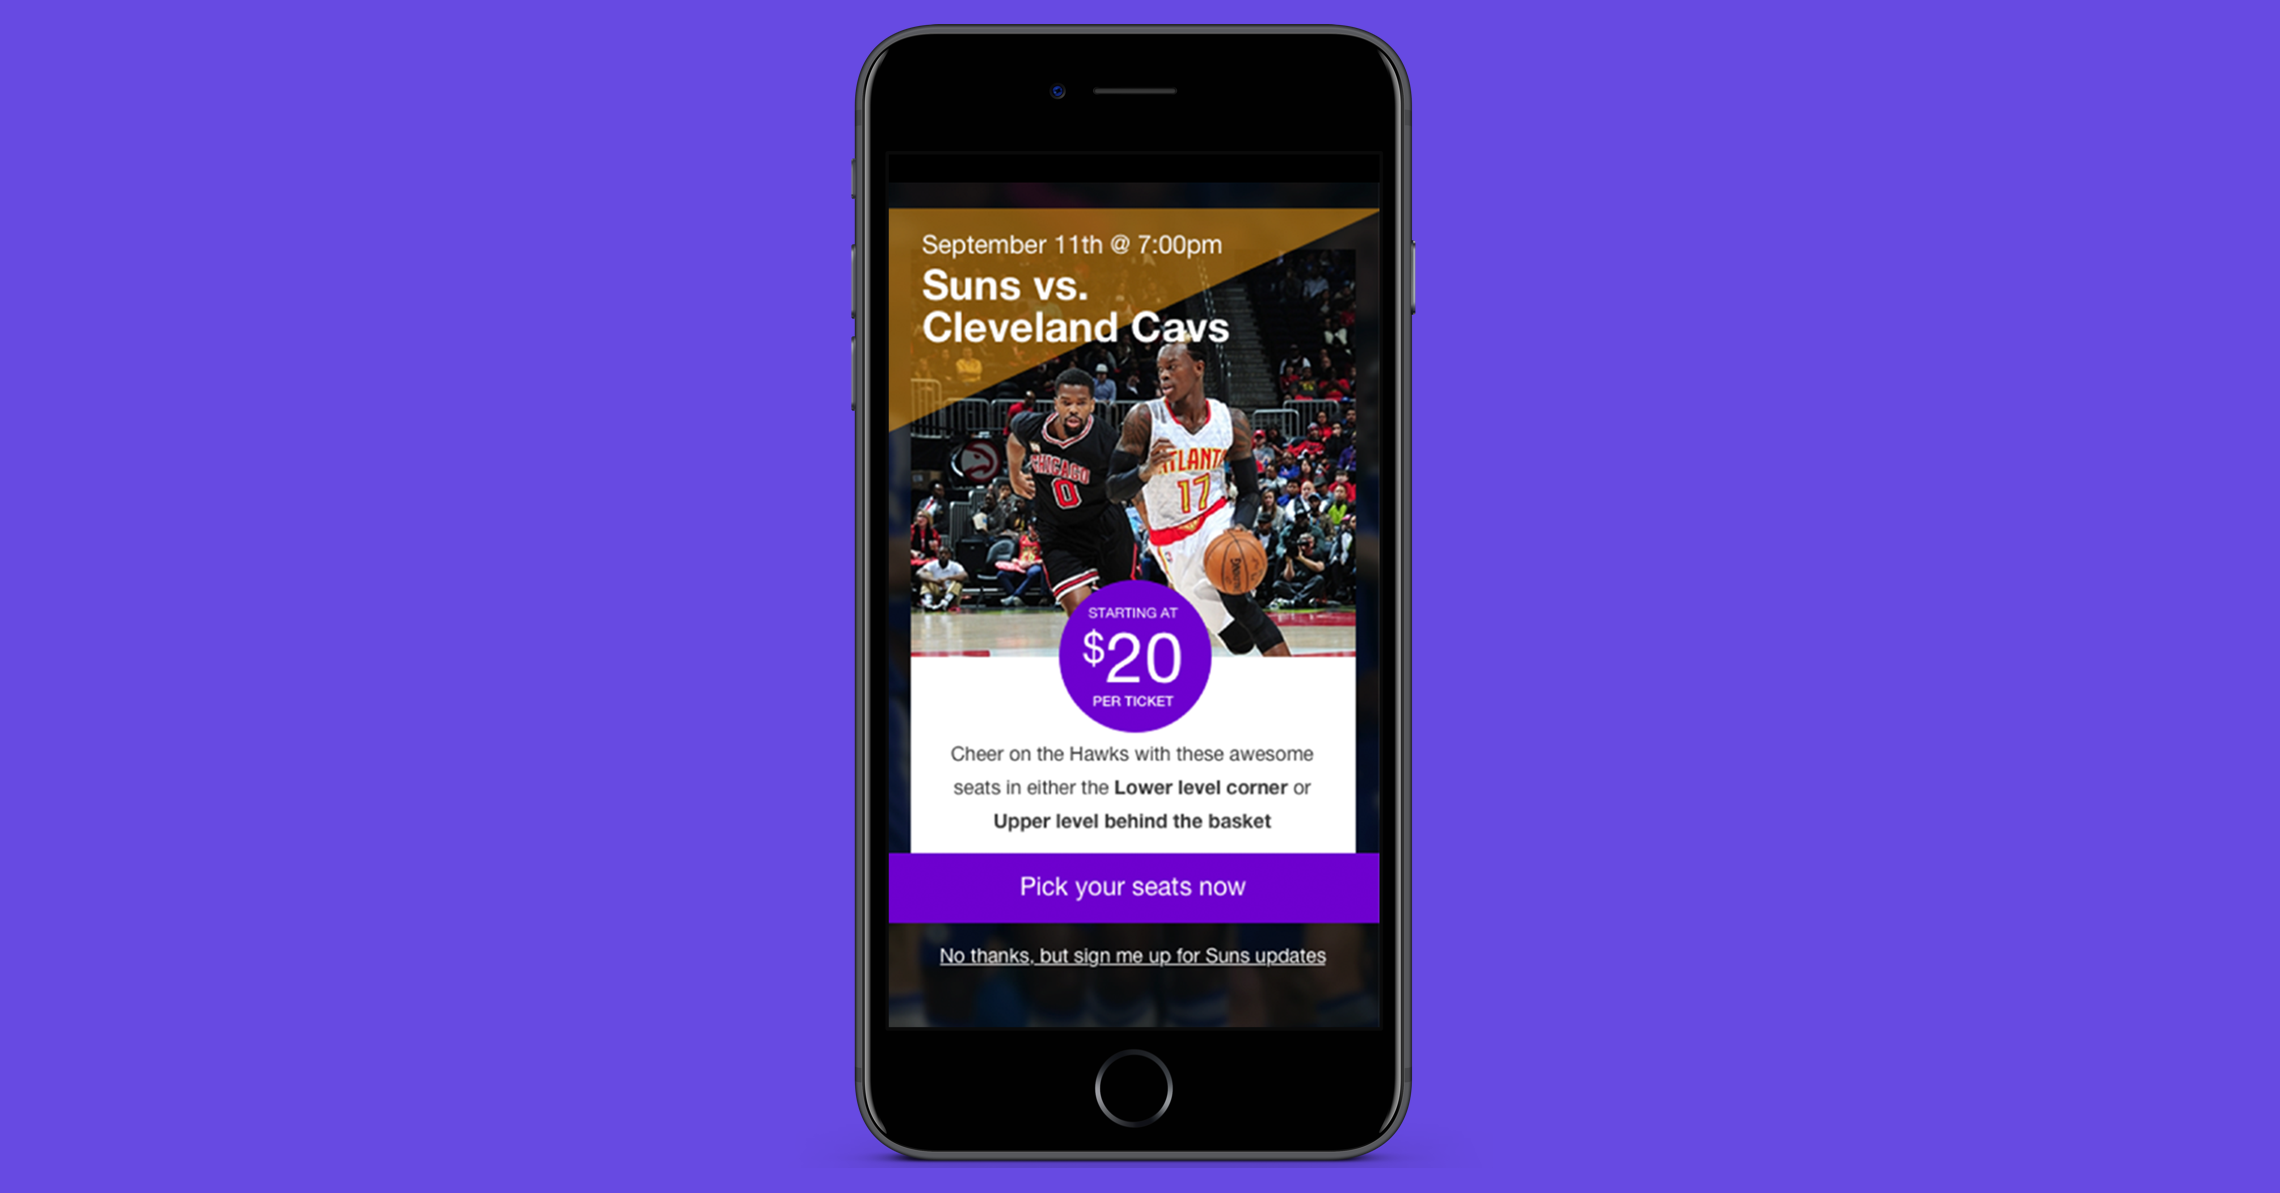 September 11th @ 7:00pm
Suns vs.
Cleveland Cavs
CHICAGO
0
ATLANTA
17
STARTING AT
$20
PER TICKET
Cheer on the Hawks with these awesome
seats in either the Lower level corner or
Upper level behind the basket
Pick your seats now
No thanks, but sign me up for Suns updates